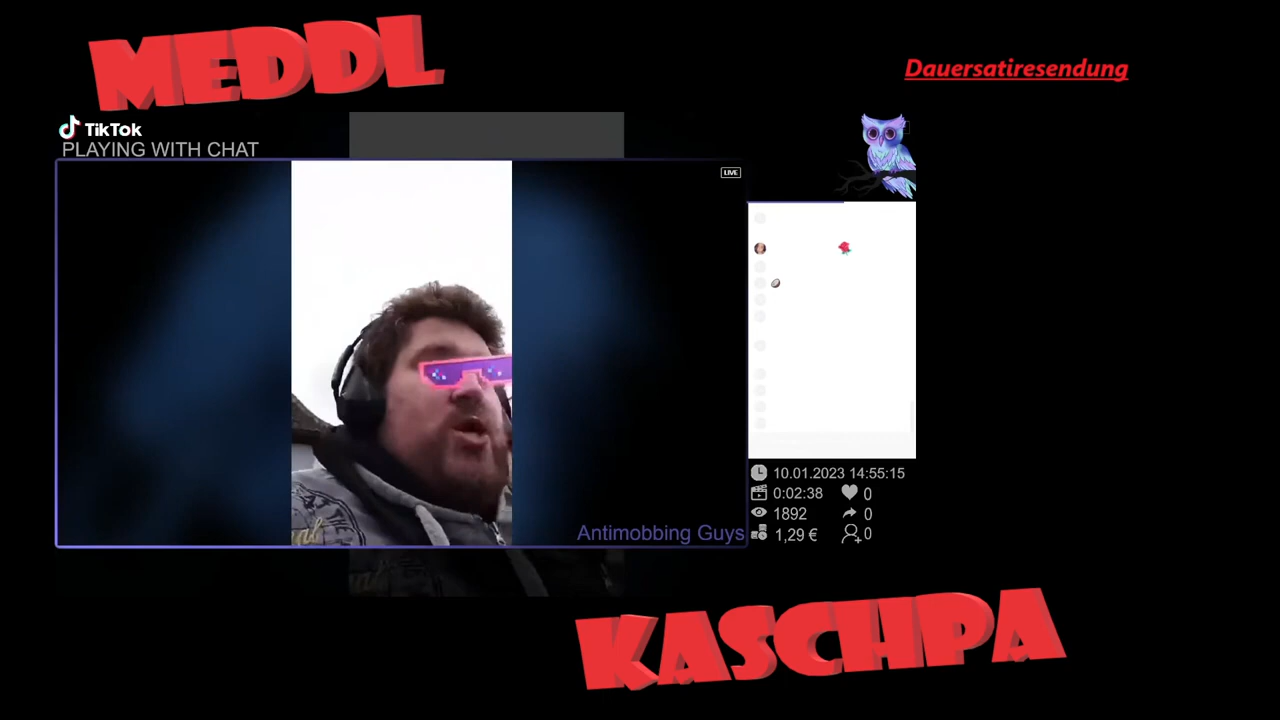 MEDDL
Dauersatiresendung
TikTok
PLAYING WITH CHAT
LIVE
10.01.2023 14:55:15
0:02:38
0
1892
0
1,29 €
0
Antimobbing Guys
KASCHPA